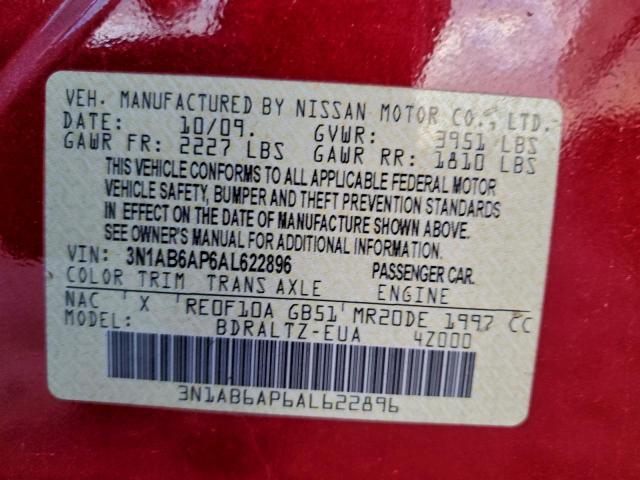 VEH. MANUFACTURED BY NISSAN MOTOR CO., LTD.
DATE: 10/09. GVWR: 3951 LBS
GAWR FR: 2227 LBS GAWR RR: 1810 LBS
THIS VEHICLE CONFORMS TO ALL APPLICABLE FEDERAL MOTOR
VEHICLE SAFETY, BUMPER AND THEFT PREVENTION STANDARDS
IN EFFECT ON THE DATE OF MANUFACTURE SHOWN ABOVE.
SEE OWNER'S MANUAL FOR ADDITIONAL INFORMATION.
VIN: 3N1AB6AP6AL622896 PASSENGER CAR.
COLOR TRIM TRANS AXLE ENGINE
NAC ' X ' RE0F10A GB51 ' MR20DE 1997 CC
MODEL: BDRALTZ-EUA 4Z000
3N1AB6AP6AL622896